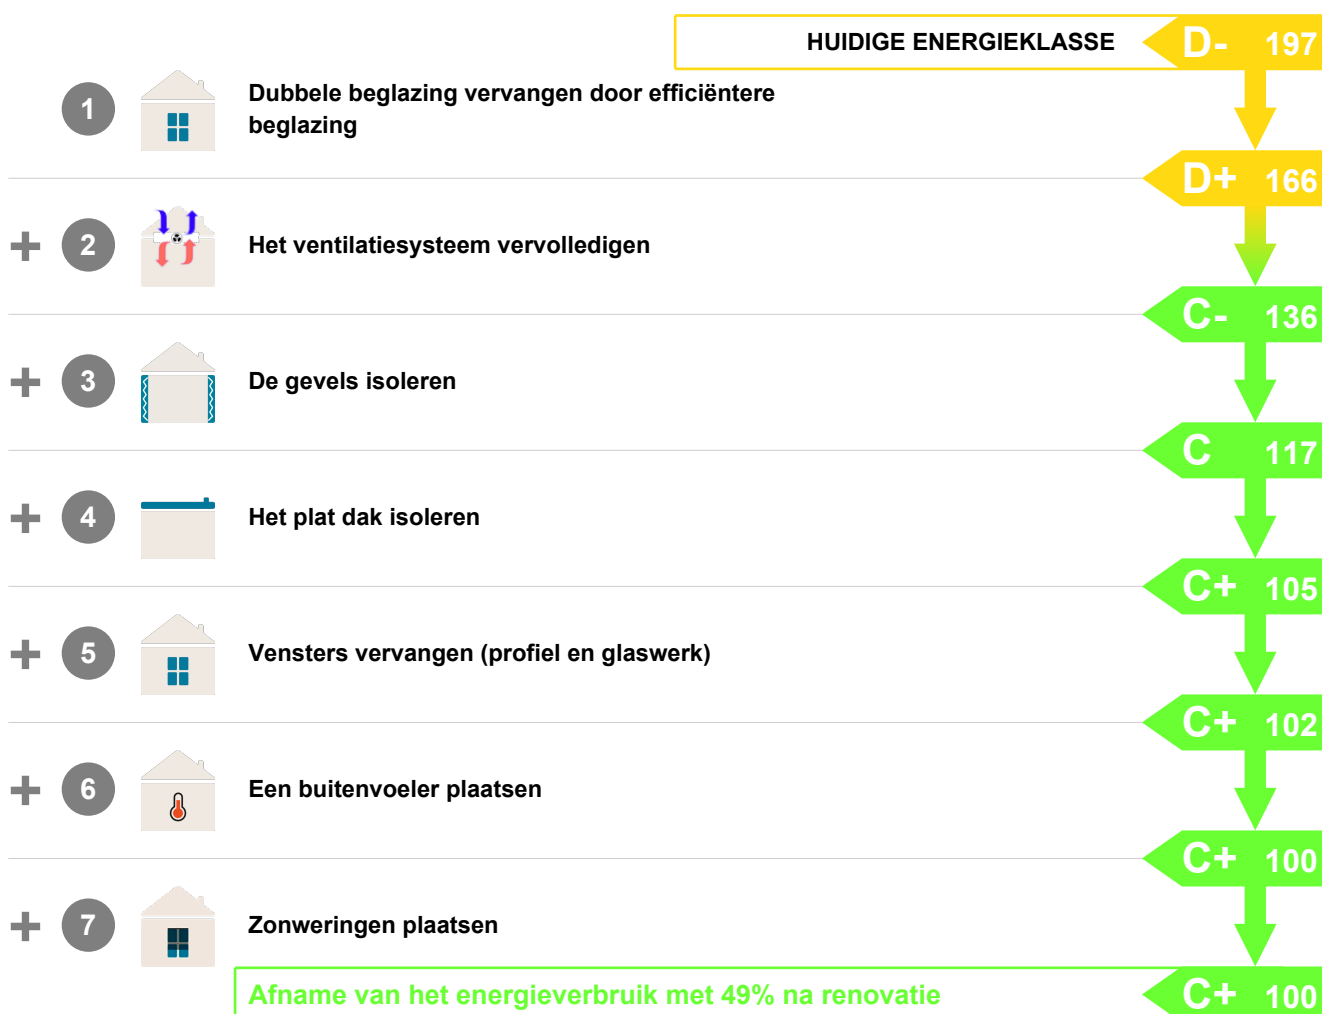 HUIDIGE ENERGIEKLASSE D- 197
1 Dubbele beglazing vervangen door efficiëntere
beglazing
D+ 166
+ 2 Het ventilatiesysteem vervolledigen
C- 136
+ 3 De gevels isoleren
C 117
+ 4 Het plat dak isoleren
C+ 105
+ 5 Vensters vervangen (profiel en glaswerk)
C+ 102
+ 6 Een buitenvoeler plaatsen
C+ 100
+ 7 Zonweringen plaatsen
Afname van het energieverbruik met 49% na renovatie C+ 100